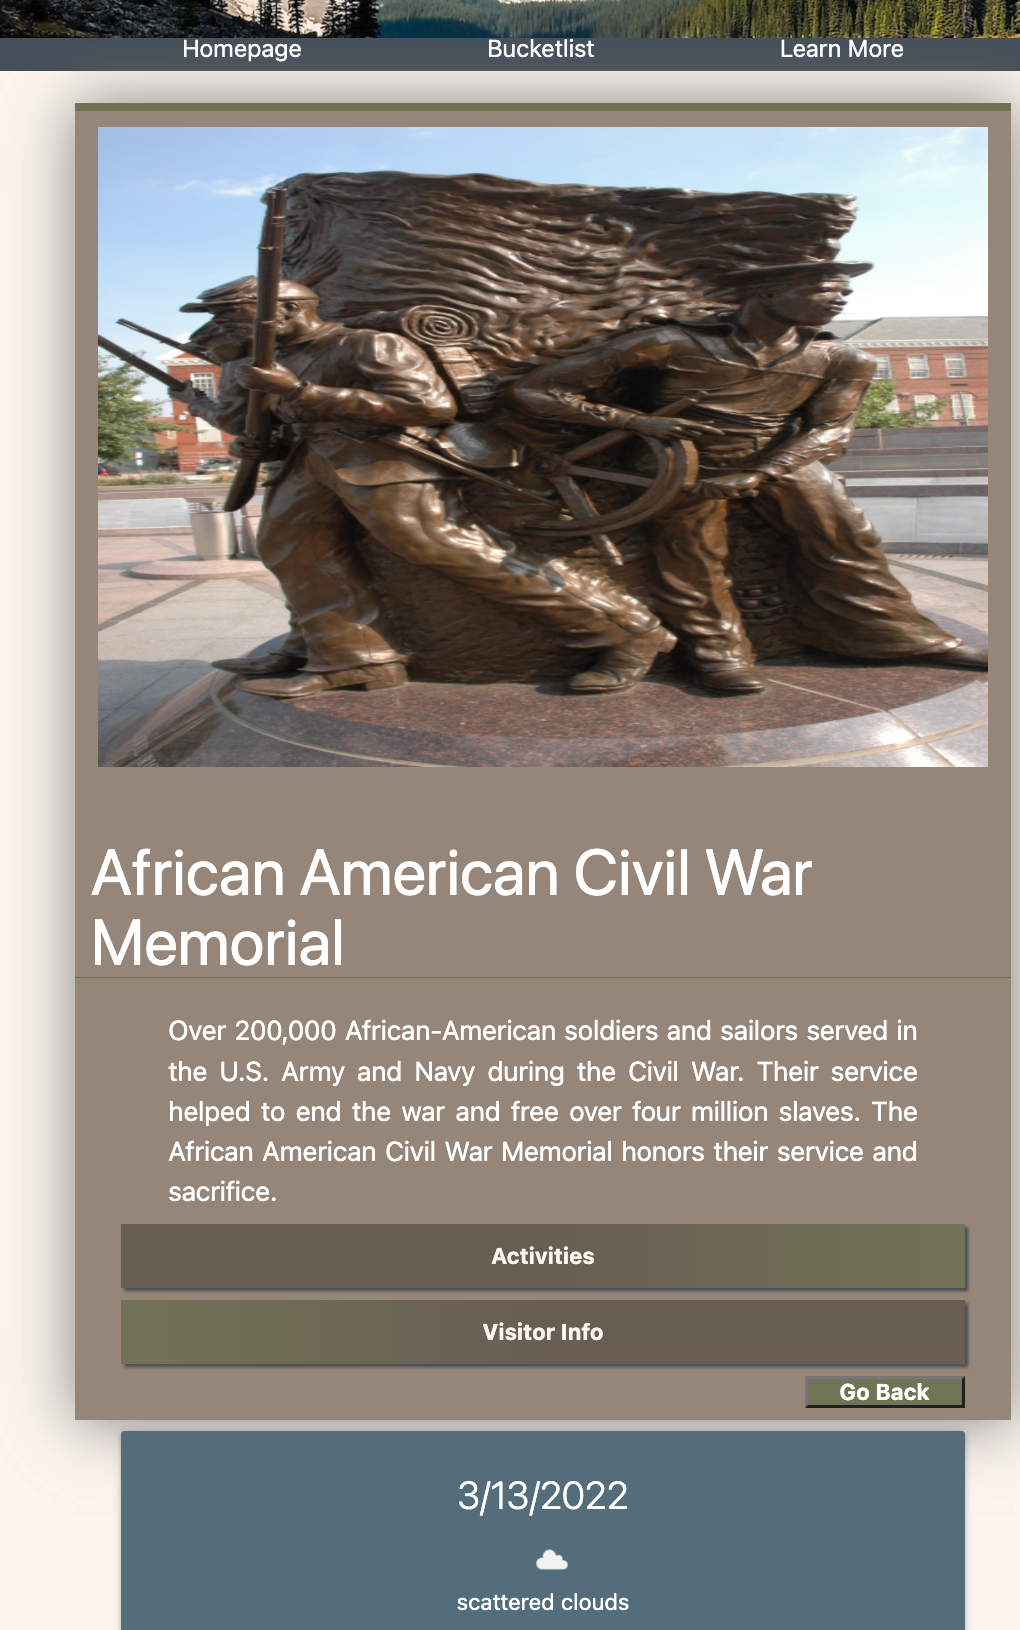 Homepage Bucketlist Learn More
African American Civil War
Memorial
Over 200,000 African-American soldiers and sailors served in
the U.S. Army and Navy during the Civil War. Their service
helped to end the war and free over four million slaves. The
African American Civil War Memorial honors their service and
sacrifice.
Activities
Visitor Info
Go Back
3/13/2022
scattered clouds